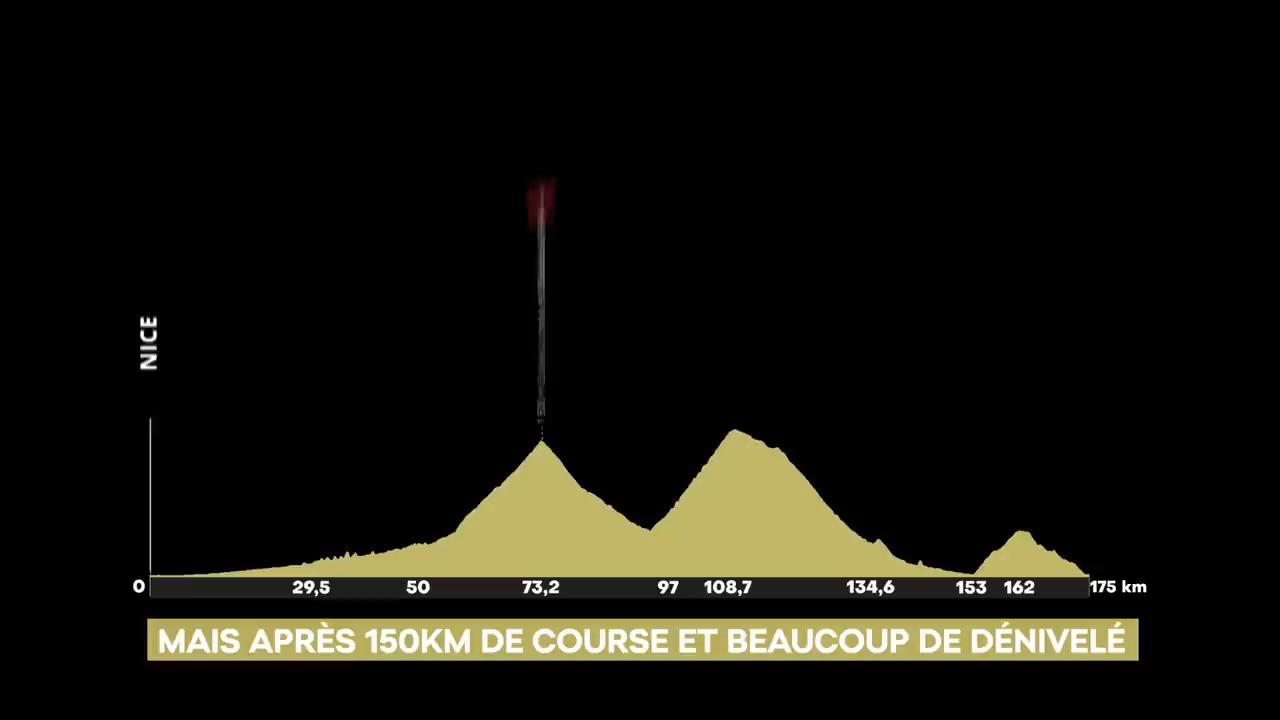 NICE
0 29,5 50 73,2 97 108,7 134,6 153 162 175 km
MAIS APRÈS 150KM DE COURSE ET BEAUCOUP DE DÉNIVELÉ